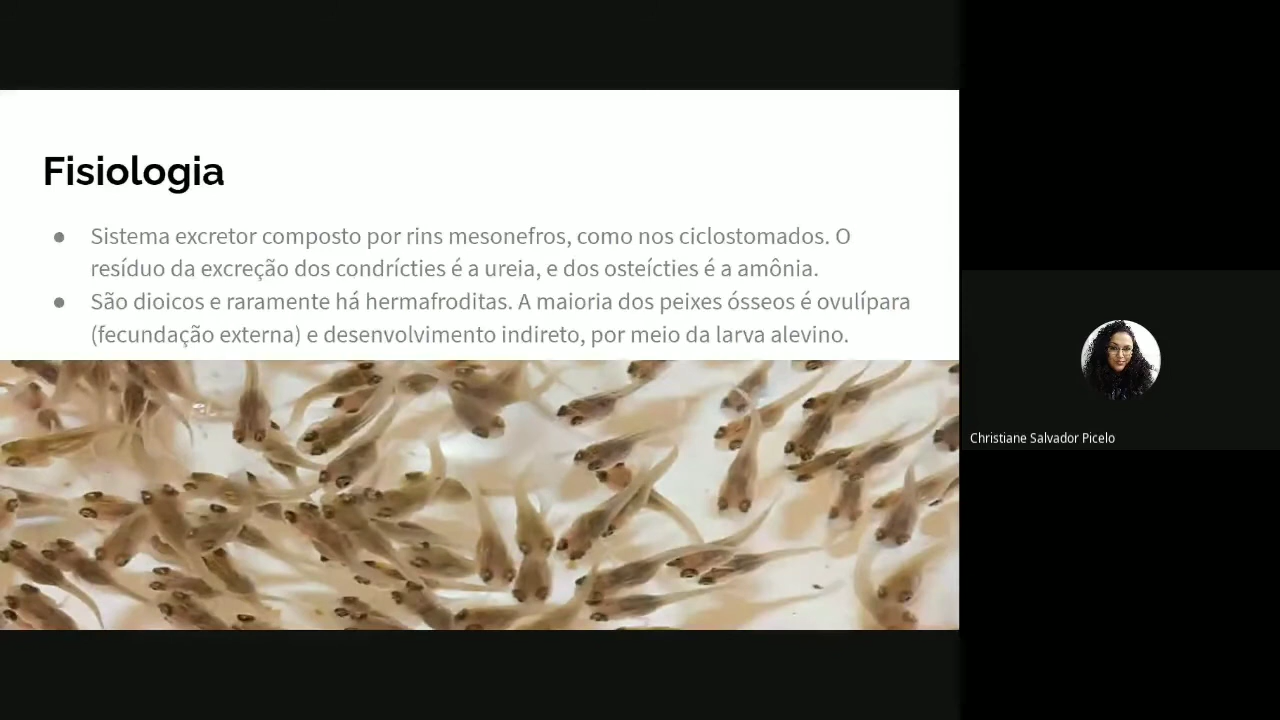 Fisiologia
● Sistema excretor composto por rins mesonefros, como nos ciclostomados. O
resíduo da excreção dos condrícties é a ureia, e dos osteícties é a amônia.
● São dioicos e raramente há hermafroditas. A maioria dos peixes ósseos é ovulípara
(fecundação externa) e desenvolvimento indireto, por meio da larva alevino.
Christiane Salvador Picelo